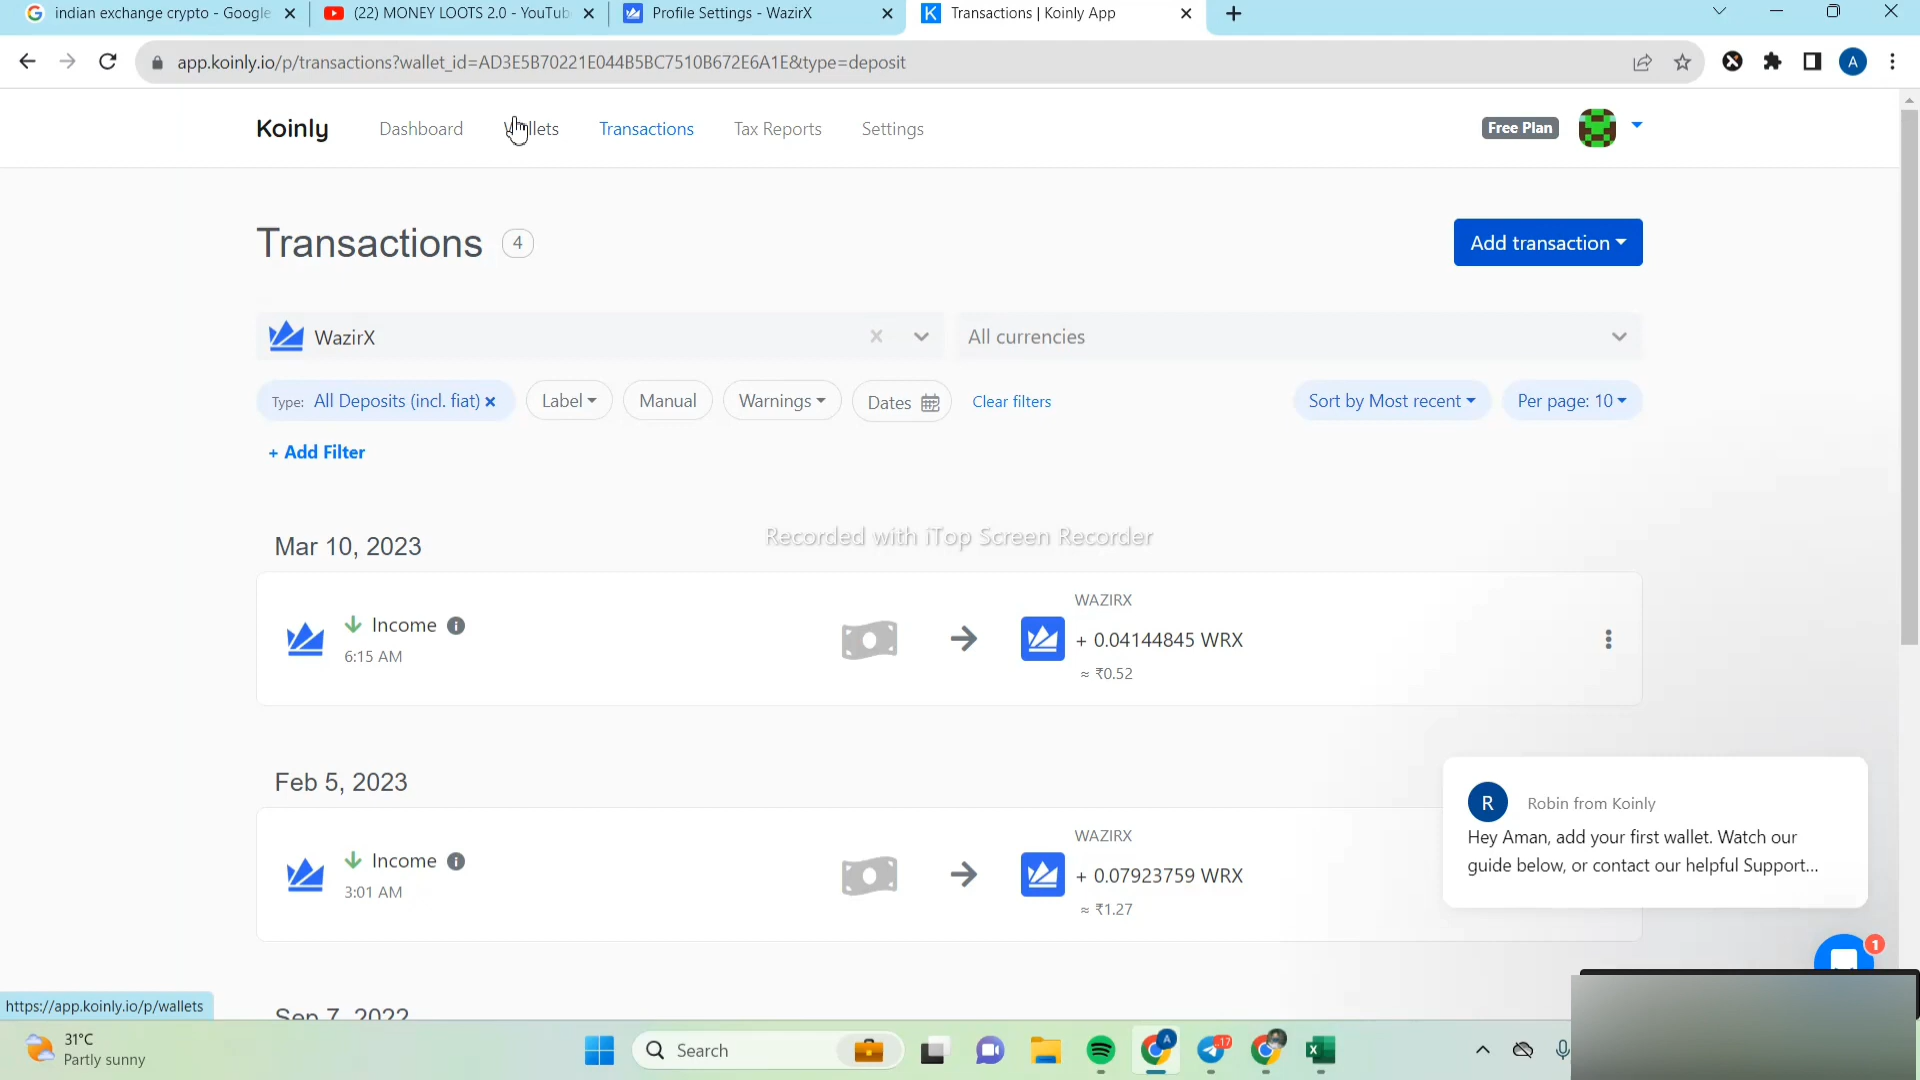 indian exchange crypto - Google
(22) MONEY LOOTS 2.0 - YouTub
Profile Settings - WazirX
Transactions | Koinly App
app.koinly.io/p/transactions?wallet_id=AD3E5B70221E044B5BC7510B672E6A1E&type=deposit
A
Koinly
Dashboard
Wallets
Transactions
Tax Reports
Settings
Free Plan
Transactions 4
Add transaction
WazirX
All currencies
Type: All Deposits (incl. fiat)
Label
Manual
Warnings
Dates
Clear filters
Sort by Most recent
Per page: 10
+ Add Filter
Recorded with iTop Screen Recorder
Mar 10, 2023
Income
6:15 AM
WAZIRX
+ 0.04144845 WRX
≈ ₹0.52
Feb 5, 2023
Income
3:01 AM
WAZIRX
+ 0.07923759 WRX
≈ ₹1.27
R
Robin from Koinly
Hey Aman, add your first wallet. Watch our
guide below, or contact our helpful Support...
1
https://app.koinly.io/p/wallets
Sep 7, 2022
31°C
Partly sunny
Search
A
17